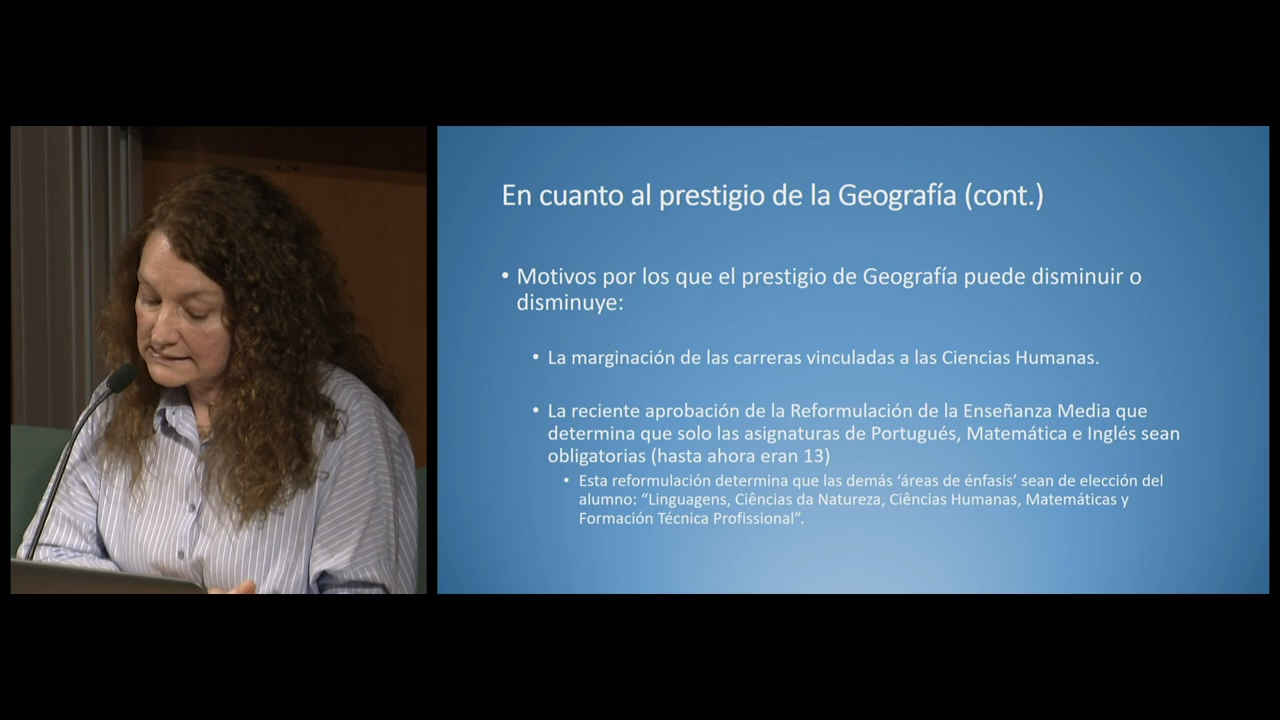 En cuanto al prestigio de la Geografía (cont.)
• Motivos por los que el prestigio de Geografía puede disminuir o
disminuye:
• La marginación de las carreras vinculadas a las Ciencias Humanas.
• La reciente aprobación de la Reformulación de la Enseñanza Media que
determina que solo las asignaturas de Portugués, Matemática e Inglés sean
obligatorias (hasta ahora eran 13)
• Esta reformulación determina que las demás ‘áreas de énfasis’ sean de elección del
alumno: “Linguagens, Ciências da Natureza, Ciências Humanas, Matemáticas y
Formación Técnica Profissional”.